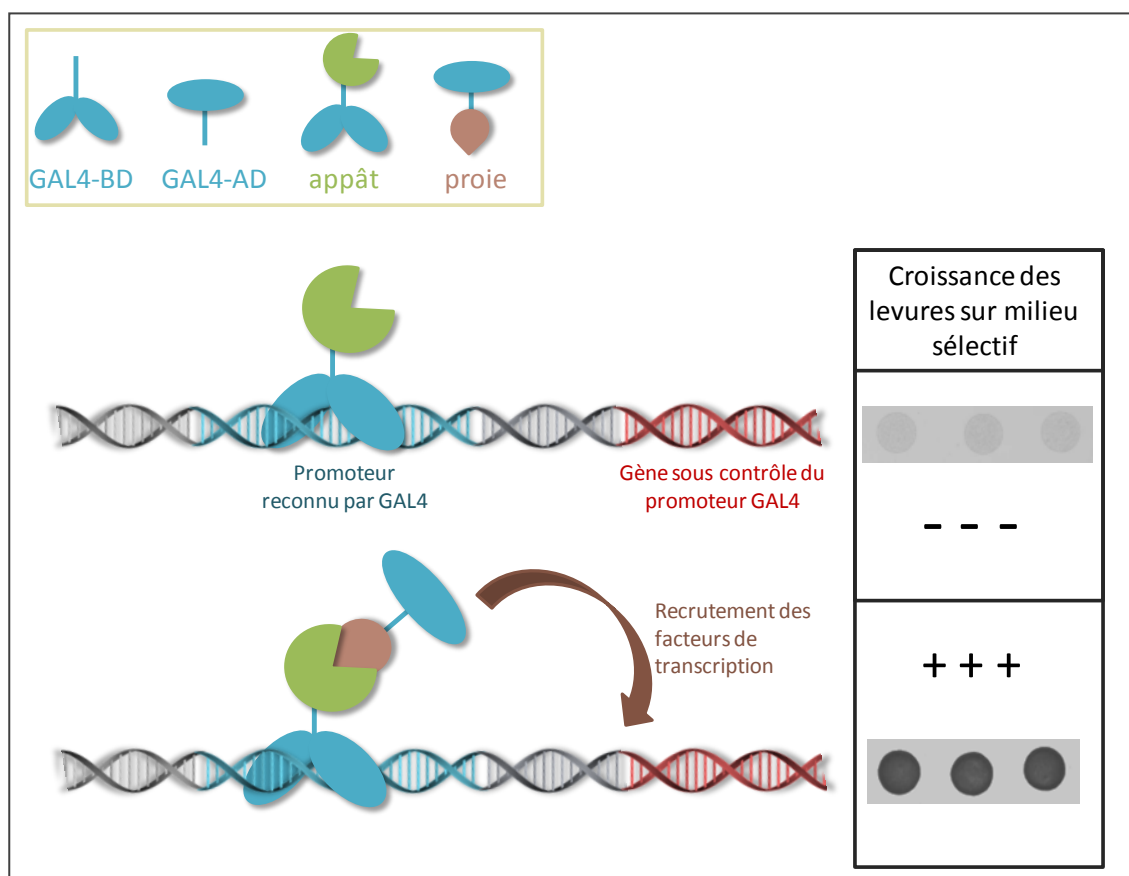 GAL4-BD GAL4-AD appât proie
Croissance des
levures sur milieu
sélectif
Promoteur
reconnu par GAL4
Gène sous contrôle du
promoteur GAL4
- - -
Recrutement des
facteurs de
transcription
+ + +